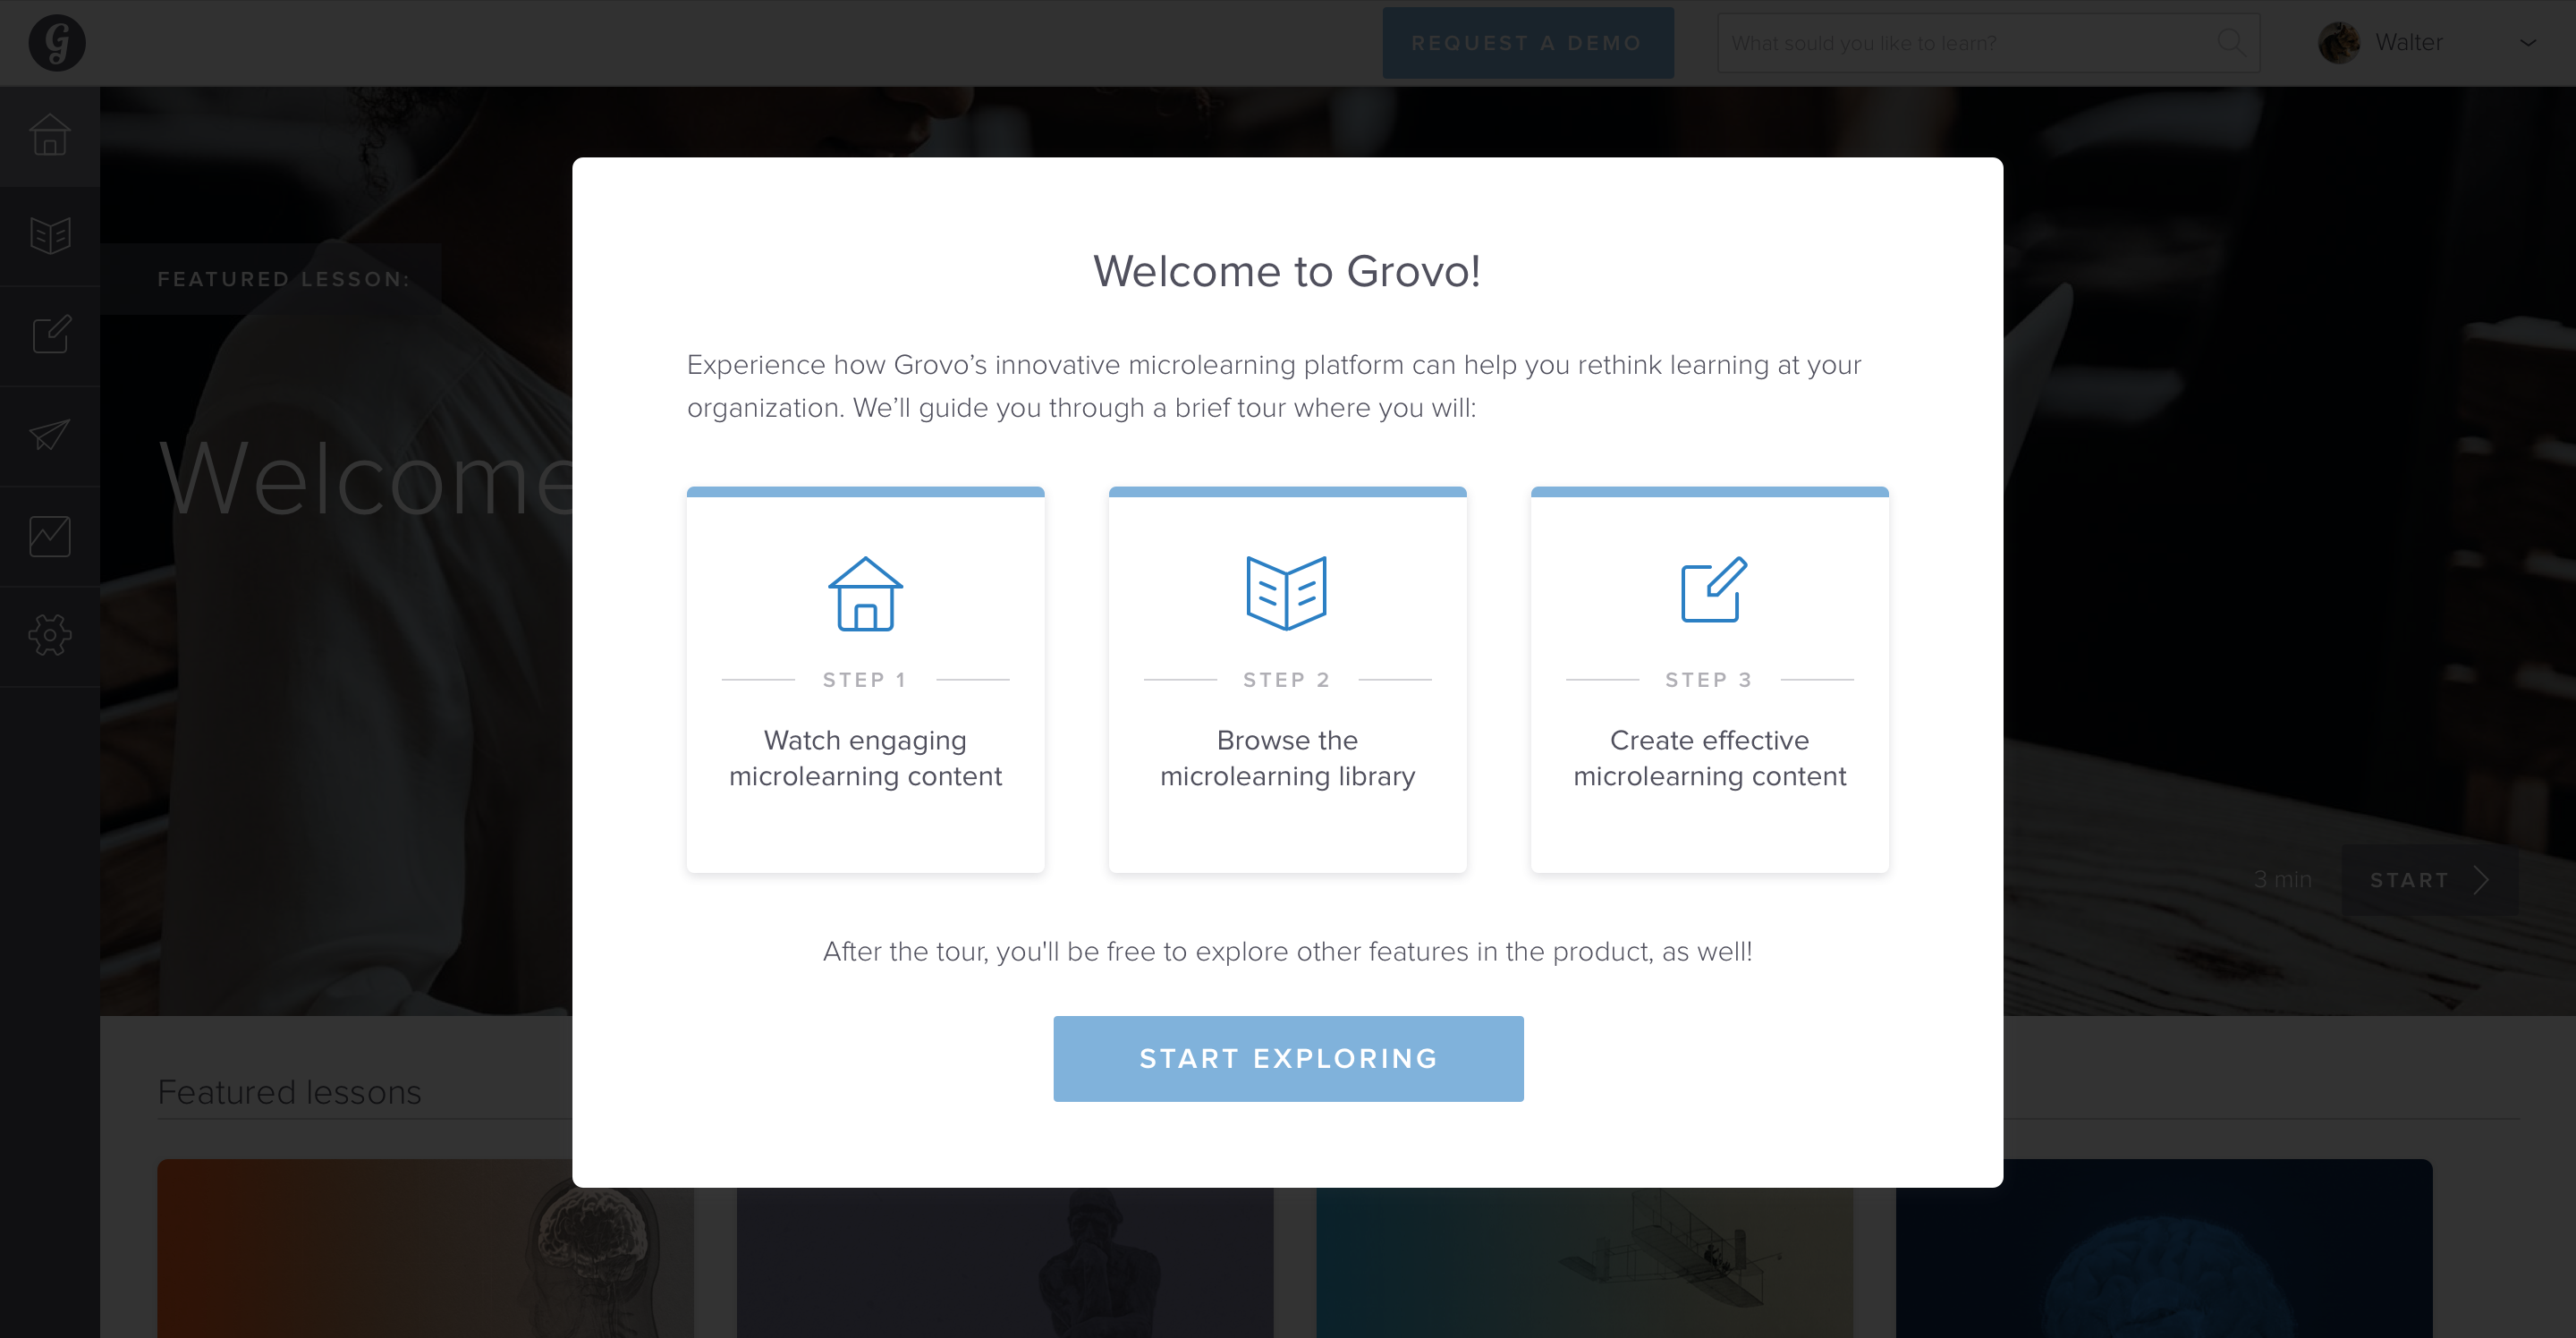 G
REQUEST A DEMO
What sould you like to learn?
Walter
FEATURED LESSON:
Welcome
Welcome to Grovo!
Experience how Grovo’s innovative microlearning platform can help you rethink learning at your
organization. We’ll guide you through a brief tour where you will:
STEP 1
Watch engaging
microlearning content
STEP 2
Browse the
microlearning library
STEP 3
Create effective
microlearning content
3 min
START
After the tour, you'll be free to explore other features in the product, as well!
START EXPLORING
Featured lessons